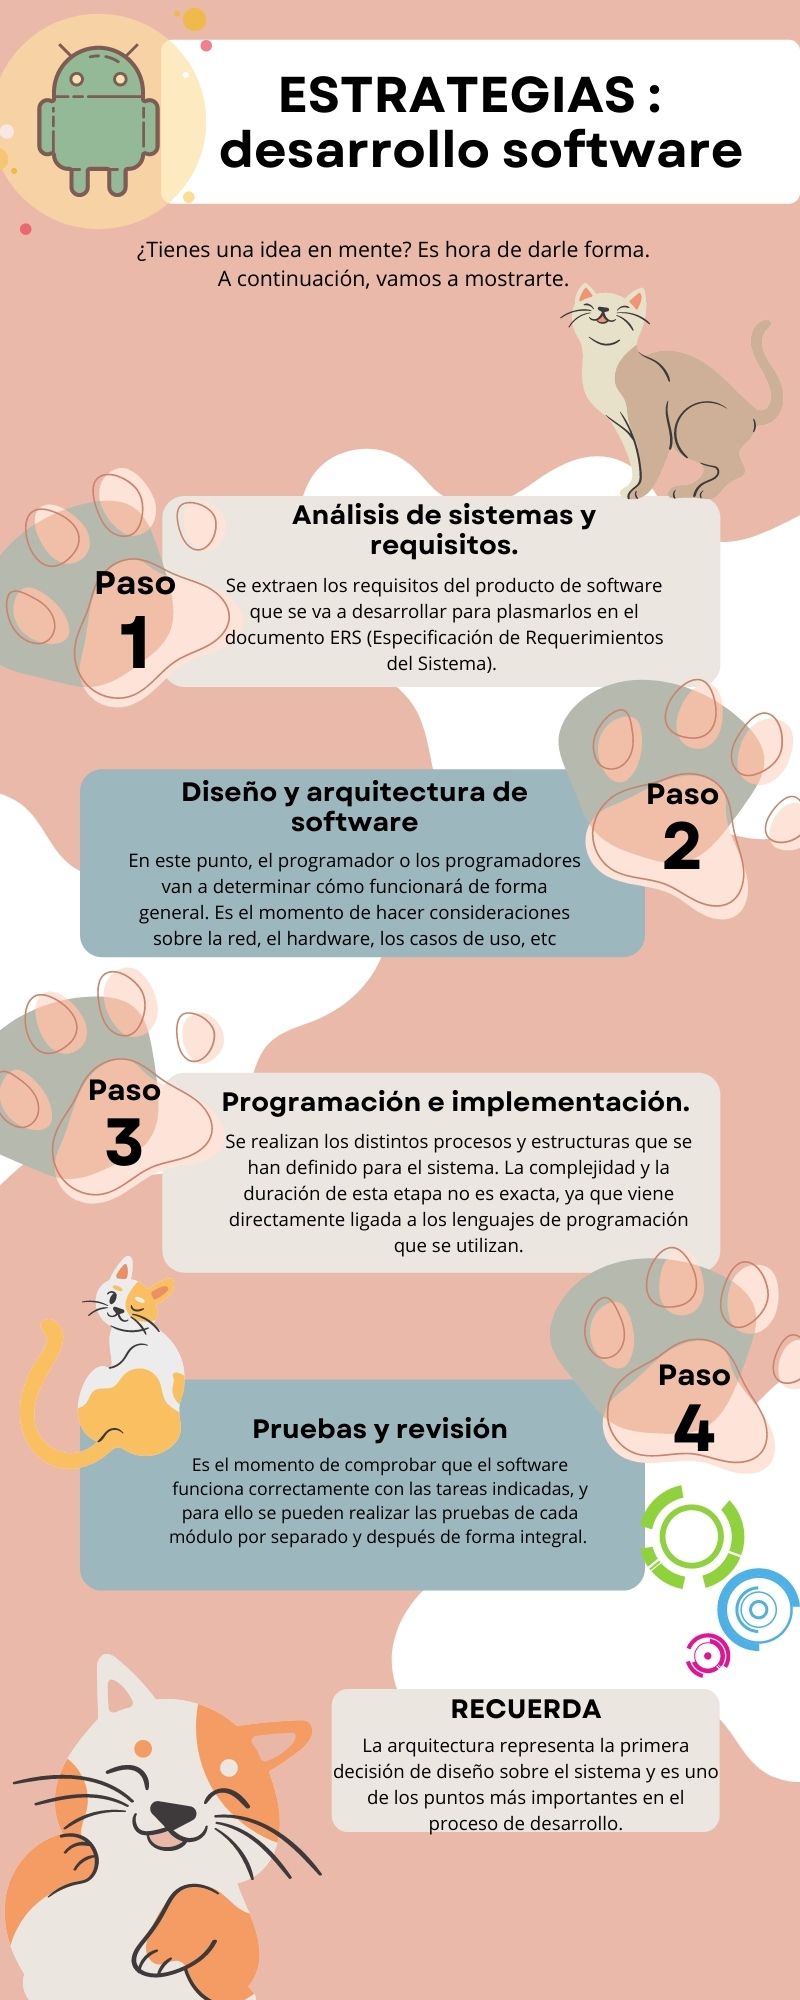 ESTRATEGIAS :
desarrollo software
¿Tienes una idea en mente? Es hora de darle forma.
A continuación, vamos a mostrarte.
Paso
1
Análisis de sistemas y
requisitos.
Se extraen los requisitos del producto de software
que se va a desarrollar para plasmarlos en el
documento ERS (Especificación de Requerimientos
del Sistema).
Paso
2
Diseño y arquitectura de
software
En este punto, el programador o los programadores
van a determinar cómo funcionará de forma
general. Es el momento de hacer consideraciones
sobre la red, el hardware, los casos de uso, etc
Paso
3
Programación e implementación.
Se realizan los distintos procesos y estructuras que se
han definido para el sistema. La complejidad y la
duración de esta etapa no es exacta, ya que viene
directamente ligada a los lenguajes de programación
que se utilizan.
Paso
4
Pruebas y revisión
Es el momento de comprobar que el software
funciona correctamente con las tareas indicadas, y
para ello se pueden realizar las pruebas de cada
módulo por separado y después de forma integral.
RECUERDA
La arquitectura representa la primera
decisión de diseño sobre el sistema y es uno
de los puntos más importantes en el
proceso de desarrollo.